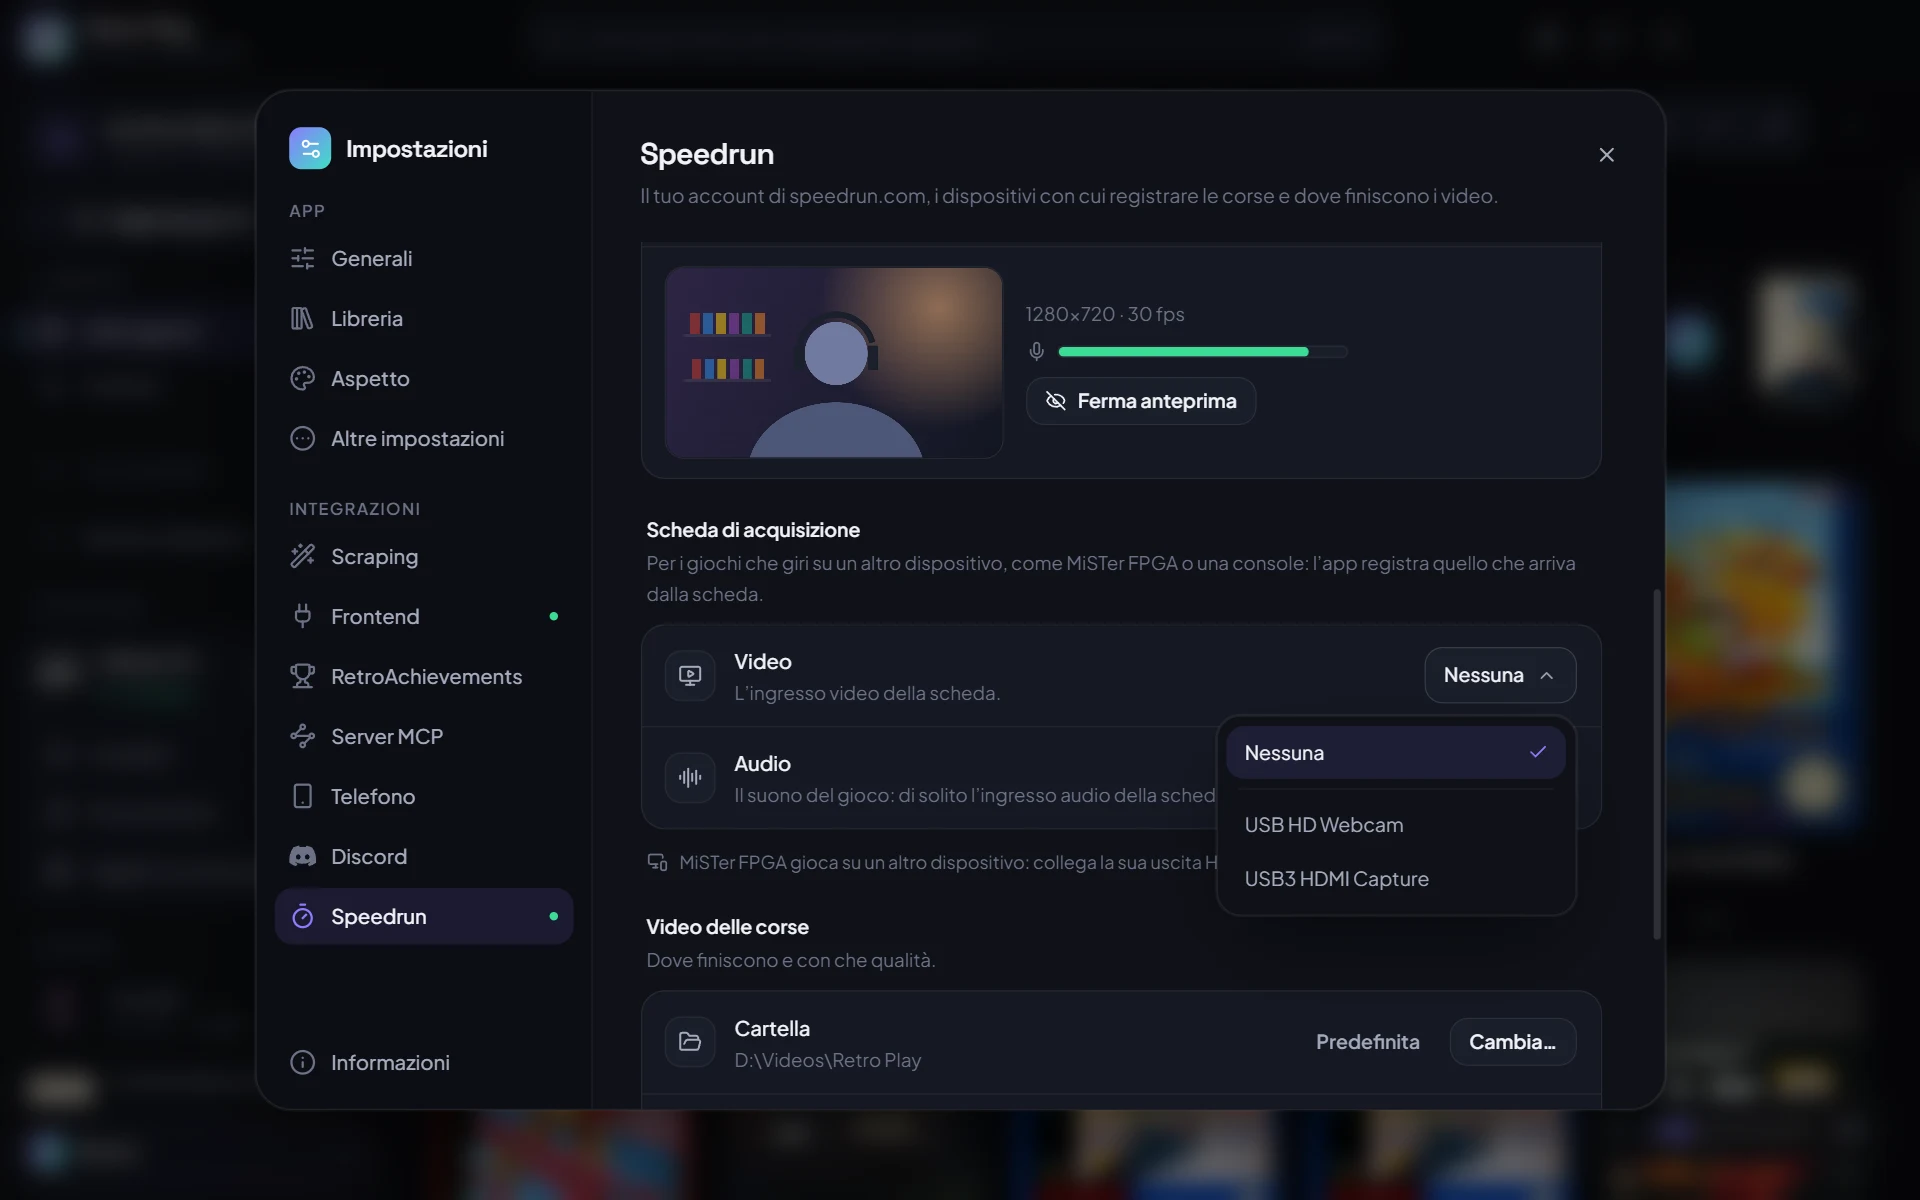 Impostazioni
APP
Generali
Libreria
Aspetto
Altre impostazioni
INTEGRAZIONI
Scraping
Frontend
RetroAchievements
Server MCP
Telefono
Discord
Speedrun
Informazioni
Speedrun
Il tuo account di speedrun.com, i dispositivi con cui registrare le corse e dove finiscono i video.
1280×720 · 30 fps
Ferma anteprima
Scheda di acquisizione
Per i giochi che giri su un altro dispositivo, come MiSTer FPGA o una console: l'app registra quello che arriva
dalla scheda.
Video
L'ingresso video della scheda.
Nessuna
Audio
Il suono del gioco: di solito l'ingresso audio della sched
Nessuna
USB HD Webcam
USB3 HDMI Capture
MiSTer FPGA gioca su un altro dispositivo: collega la sua uscita H
Video delle corse
Dove finiscono e con che qualità.
Cartella
D:\Videos\Retro Play
Predefinita
Cambia...